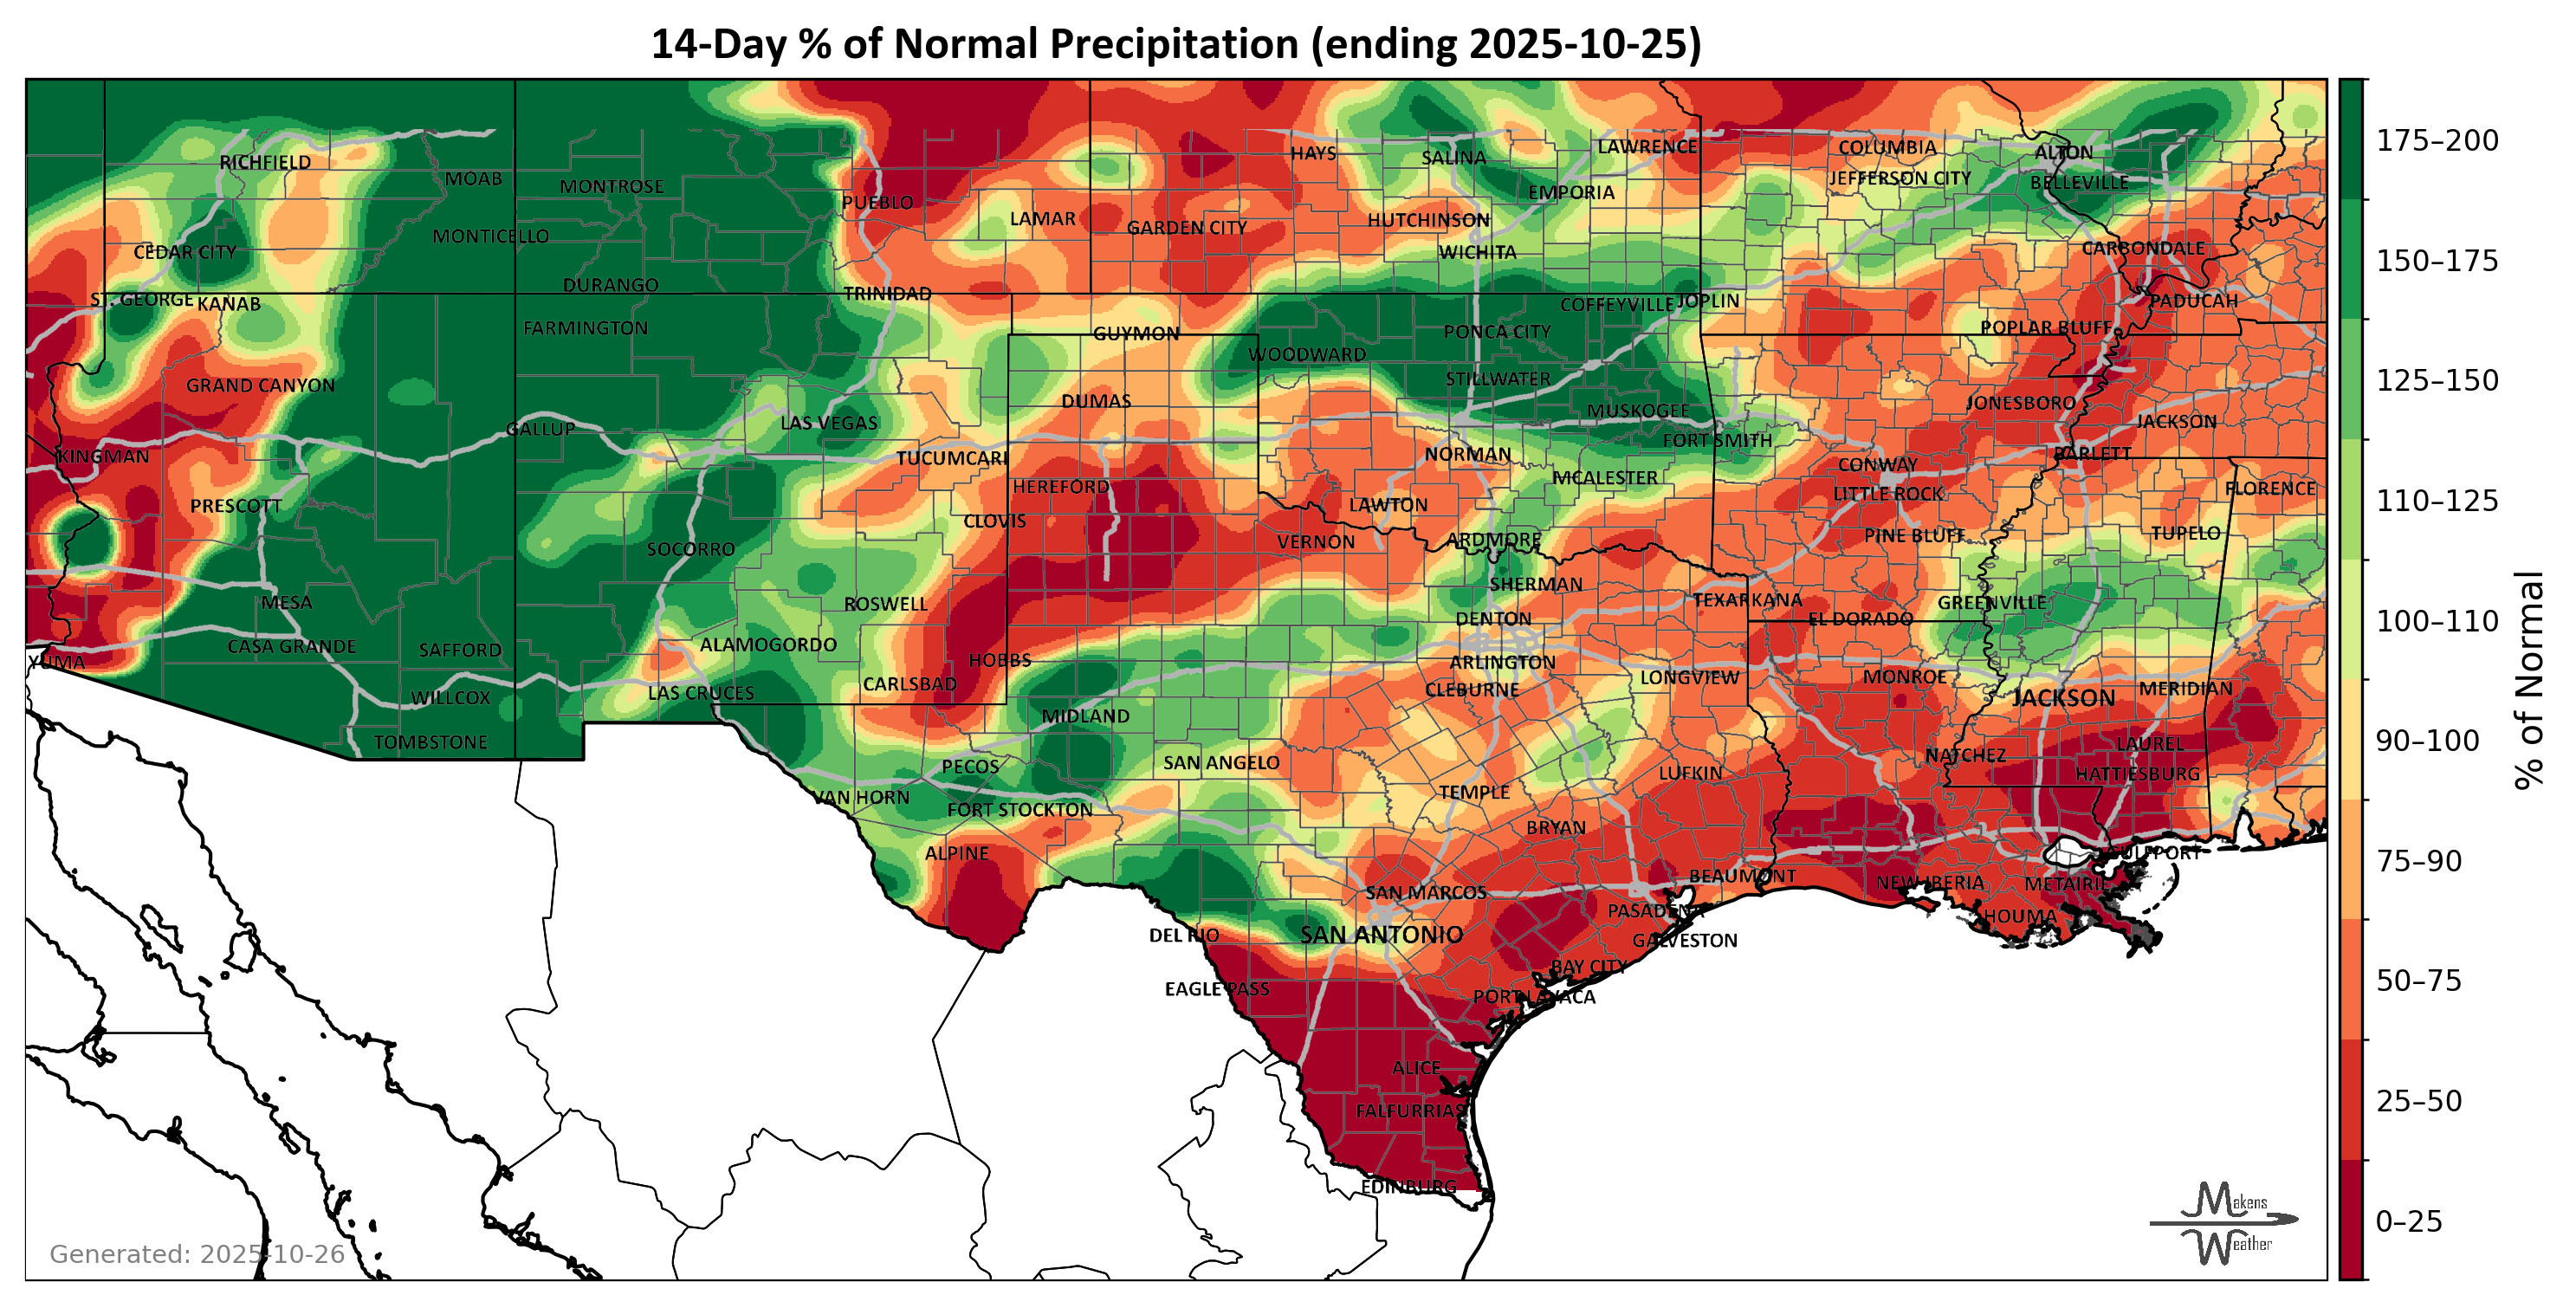 14-Day % of Normal Precipitation (ending 2025-10-25)
RICHFIELD
MOAB
MONTROSE
PUEBLO
LAMAR
HAYS
SALINA
LAWRENCE
COLUMBIA
ALTON
EMPORIA
JEFFERSON CITY
BELLEVILLE
CEDAR CITY
MONTICELLO
GARDEN CITY
HUTCHINSON
WICHITA
CARBONDALE
ST. GEORGE
KANAB
DURANGO
TRINIDAD
COFFEYVILLE
JOPLIN
PADUCAH
FARMINGTON
GUYMON
PONCA CITY
POPLAR BLUFF
WOODWARD
GRAND CANYON
DUMAS
STILLWATER
MUSKOGEE
JONESBORO
JACKSON
GALLUP
LAS VEGAS
FORT SMITH
KINGMAN
TUCUMCARI
NORMAN
CONWAY
BARLETT
HEREFORD
MCALESTER
LITTLE ROCK
FLORENCE
PRESCOTT
CLOVIS
LAWTON
PINE BLUFF
TUPELO
SOCORRO
VERNON
ARDMORE
SHERMAN
MESA
ROSWELL
DENTON
TEXARKANA
EL DORADO
GREENVILLE
CASA GRANDE
SAFFORD
ALAMOGORDO
HOBBS
ARLINGTON
YUMA
WILLCOX
LAS CRUCES
CARLSBAD
CLEBURNE
LONGVIEW
MONROE
JACKSON
MERIDIAN
TOMBSTONE
MIDLAND
PECOS
SAN ANGELO
LUFKIN
NATCHEZ
LAUREL
HATTIESBURG
VAN HORN
FORT STOCKTON
TEMPLE
BRYAN
ALPINE
SAN MARCOS
BEAUMONT
NEW IBERIA
METAIRIE
GULFPORT
PASADENA
HOUMA
DEL RIO
SAN ANTONIO
GALVESTON
EAGLE PASS
BAY CITY
PORT LAVACA
ALICE
FALFURRIAS
EDINBURG
Generated: 2025-10-26
Makens
Weather
175–200
150–175
125–150
110–125
100–110
90–100
75–90
50–75
25–50
0–25
% of Normal